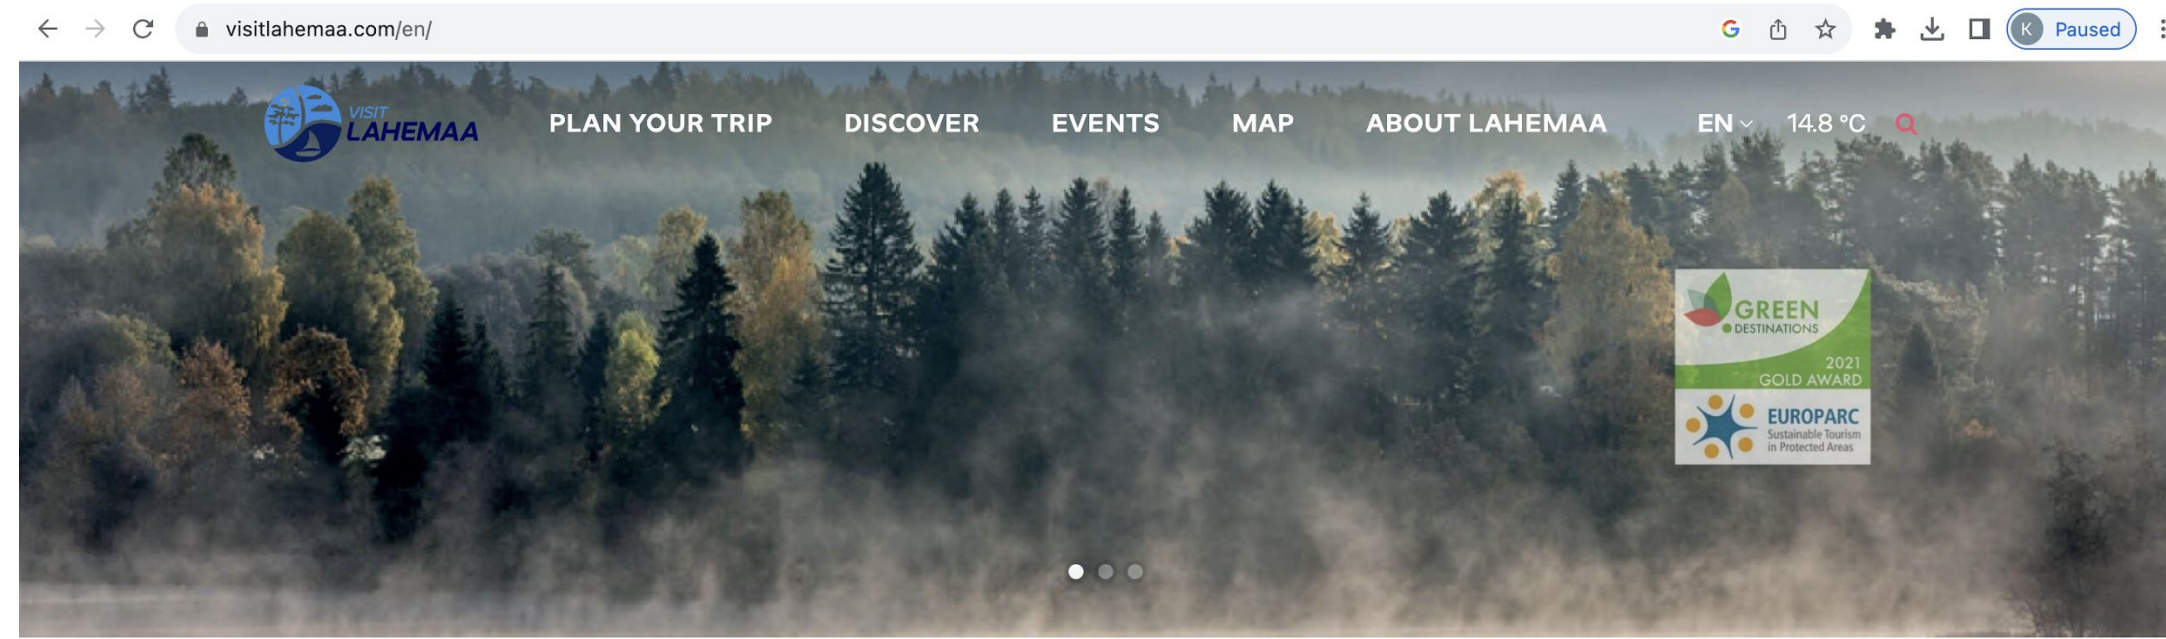 visitlahemaa.com/en/
K Paused
VISIT
LAHEMAA
PLAN YOUR TRIP
DISCOVER
EVENTS
MAP
ABOUT LAHEMAA
EN
14.8 °C
GREEN
DESTINATIONS
2021
GOLD AWARD
EUROPARC
Sustainable Tourism
in Protected Areas